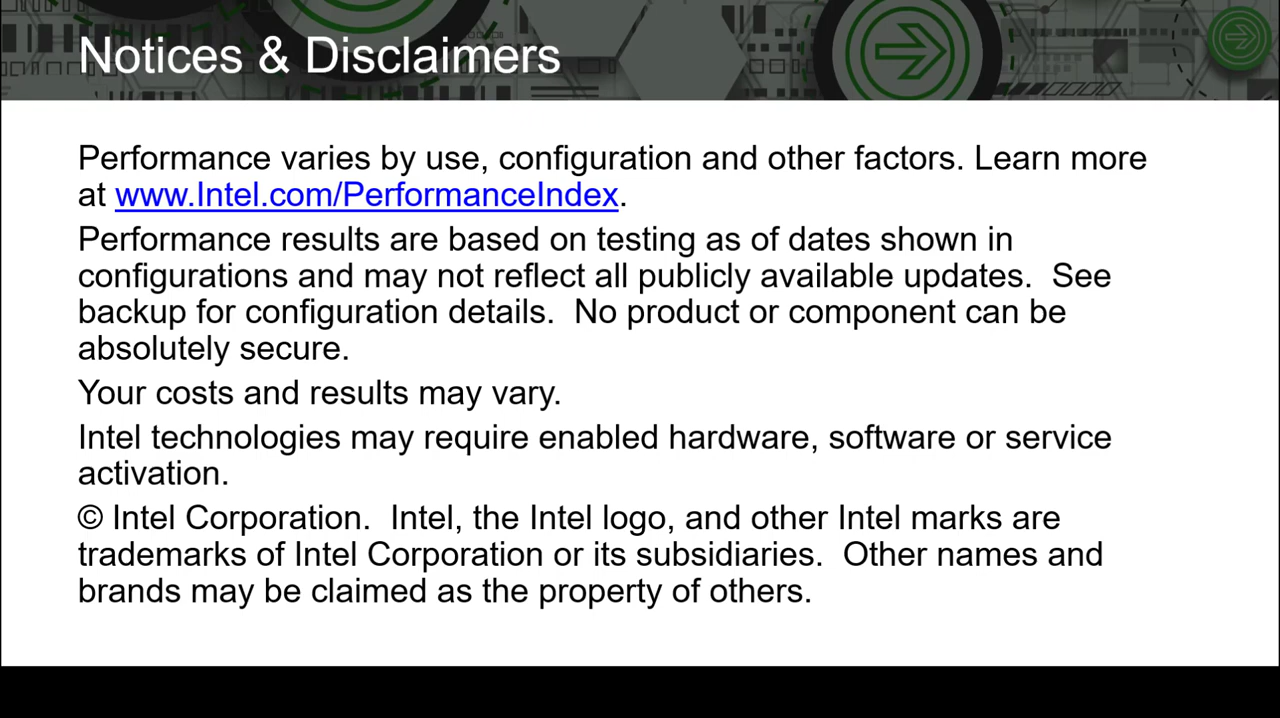 Notices & Disclaimers
Performance varies by use, configuration and other factors. Learn more
at www.Intel.com/PerformanceIndex.
Performance results are based on testing as of dates shown in
configurations and may not reflect all publicly available updates.  See
backup for configuration details.  No product or component can be
absolutely secure.
Your costs and results may vary.
Intel technologies may require enabled hardware, software or service
activation.
© Intel Corporation.  Intel, the Intel logo, and other Intel marks are
trademarks of Intel Corporation or its subsidiaries.  Other names and
brands may be claimed as the property of others.